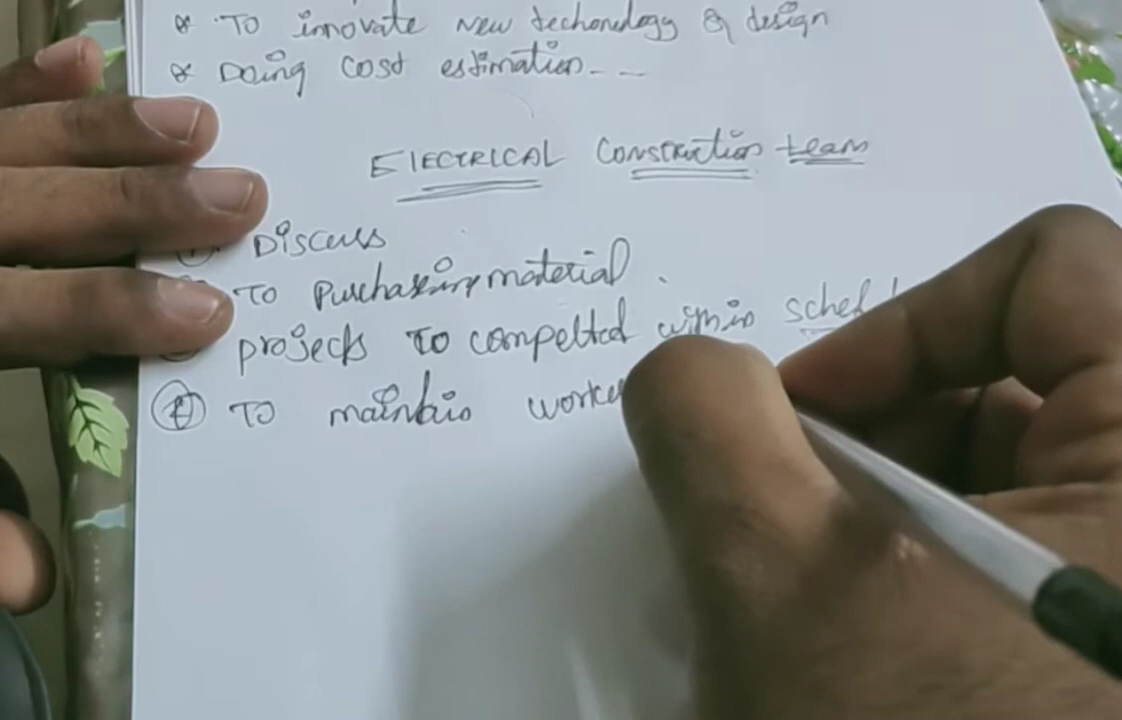 * To innovate New techonology & design
* Doing cost estimation - -
ELECTRICAL Construction team
Discuss
To purchasing material .
projects To compelted within
④ To maintain